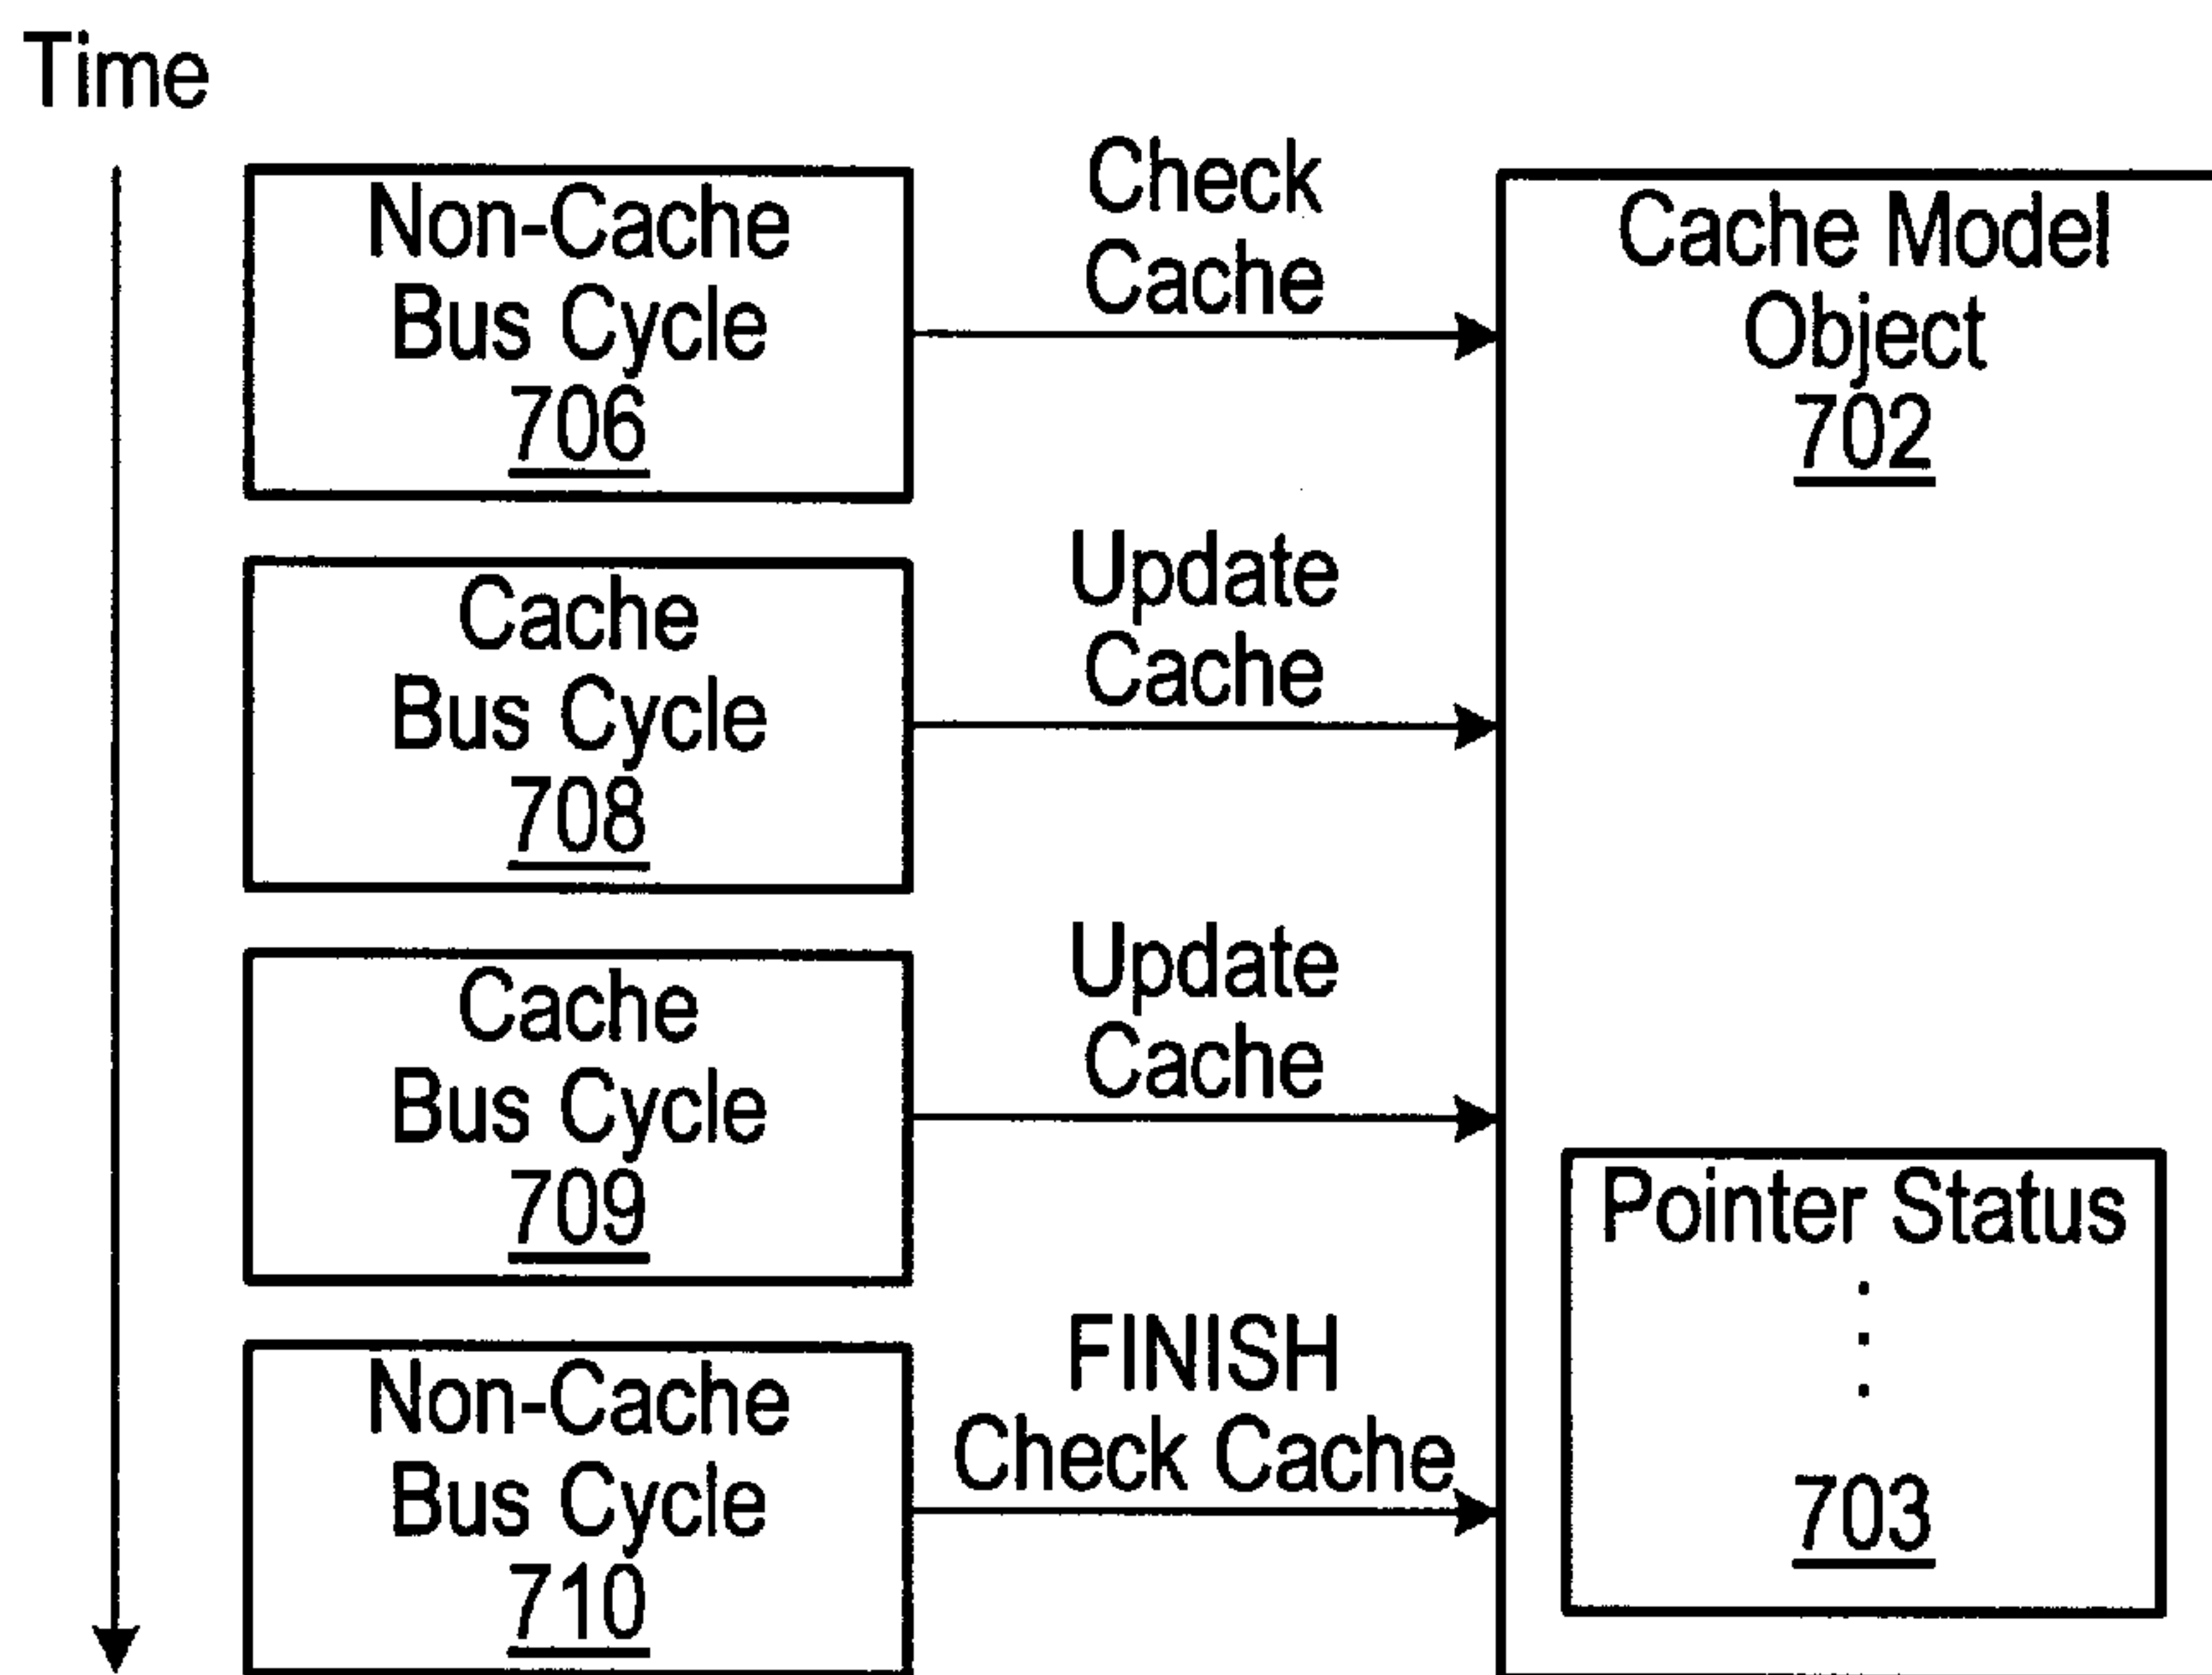 Time
Non-Cache
Bus Cycle
706
Check
Cache
Cache Model
Object
702
Cache
Bus Cycle
708
Update
Cache
Cache
Bus Cycle
709
Update
Cache
Pointer Status
703
Non-Cache
Bus Cycle
710
FINISH
Check Cache